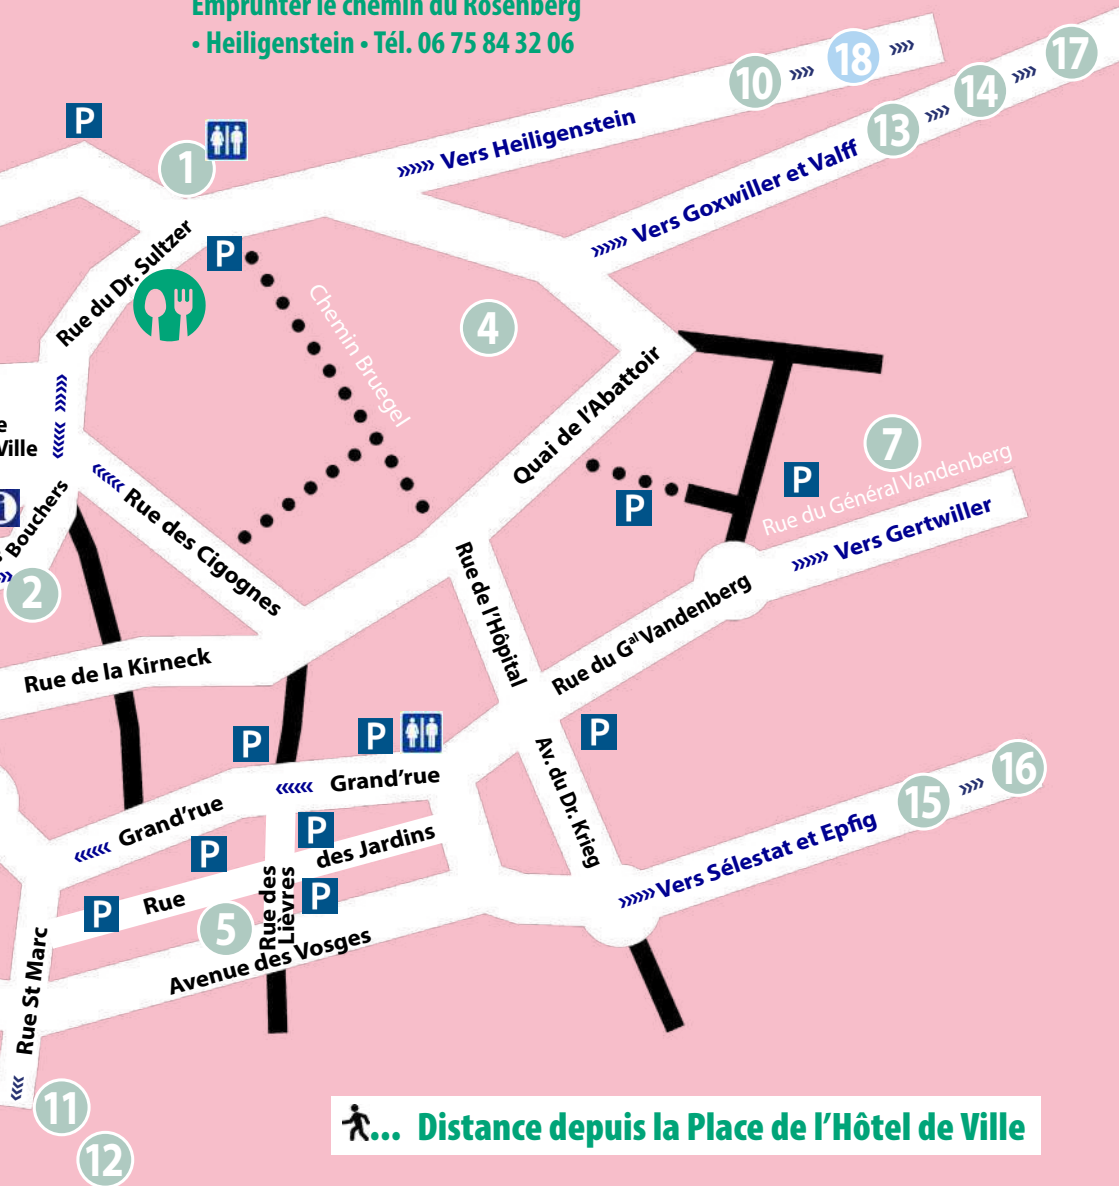 Emprunter le chemin du Rosenberg
• Heiligenstein • Tél. 06 75 84 32 06
17
18
10
14
13
P
1
»»»» Vers Heiligenstein
»»»» Vers Goxwiller et Valff
Rue du Dr. Sultzer
P
Chemin Bruegel
4
Quai de l'Abattoir
e
Ville
7
Rue du Général Vandenberg
P
P
i
Bouchers
Rue des Cigognes
»»»» Vers Gertwiller
2
Rue de l'Hôpital
Rue du Gal Vandenberg
Rue de la Kirneck
P
P
P
Av. du Dr. Krieg
Grand'rue
16
15
Grand'rue
P
P
des Jardins
»»»» Vers Sélestat et Epfig
P
Rue
P
5
Rue des
Lièvres
Avenue des Vosges
Rue St Marc
11
12
... Distance depuis la Place de l'Hôtel de Ville